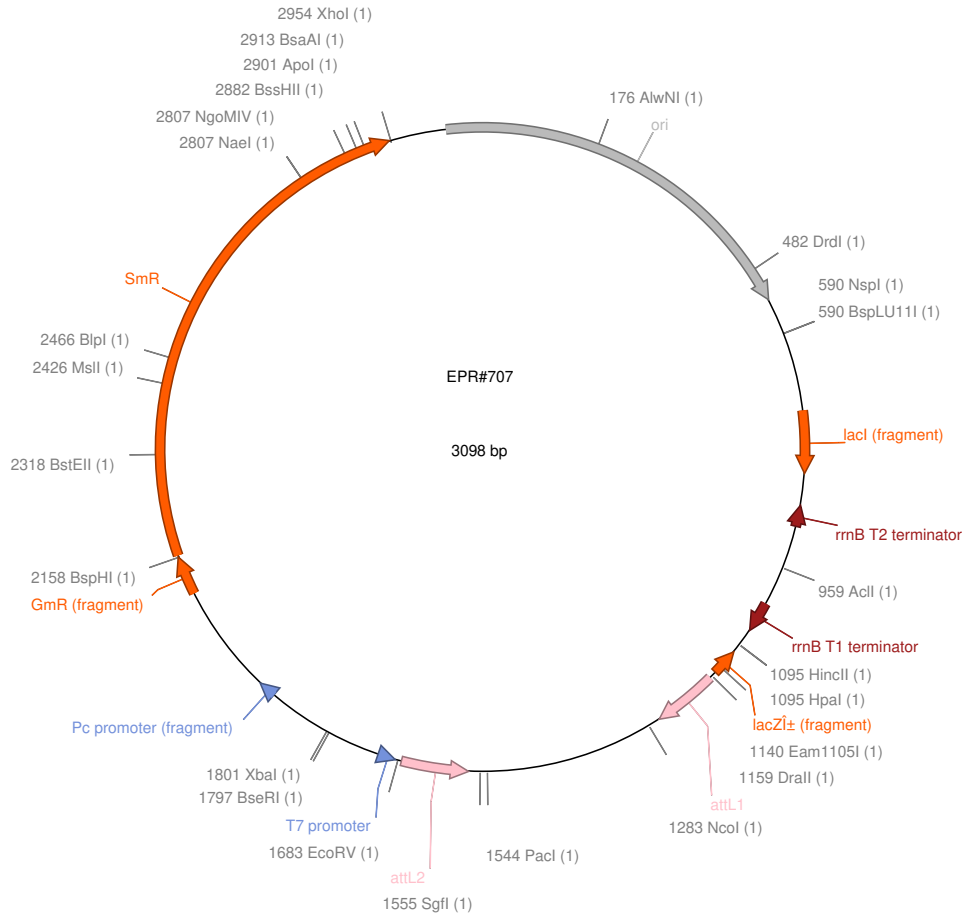 2954 XhoI (1)
2913 BsaAI (1)
2901 ApoI (1)
2882 BssHII (1)
2807 NgoMIV (1)
2807 NaeI (1)
176 AlwNI (1)
ori
482 DrdI (1)
590 NspI (1)
590 BspLU11I (1)
SmR
2466 BlpI (1)
2426 MslI (1)
EPR#707
3098 bp
lacI (fragment)
2318 BstEII (1)
rrnB T2 terminator
2158 BspHI (1)
959 AclI (1)
GmR (fragment)
rrnB T1 terminator
1095 HincII (1)
1095 HpaI (1)
lacZÎ± (fragment)
Pc promoter (fragment)
1140 Eam1105I (1)
1159 DraII (1)
1801 XbaI (1)
1797 BseRI (1)
attL1
T7 promoter
1283 NcoI (1)
1683 EcoRV (1)
1544 PacI (1)
attL2
1555 SgfI (1)